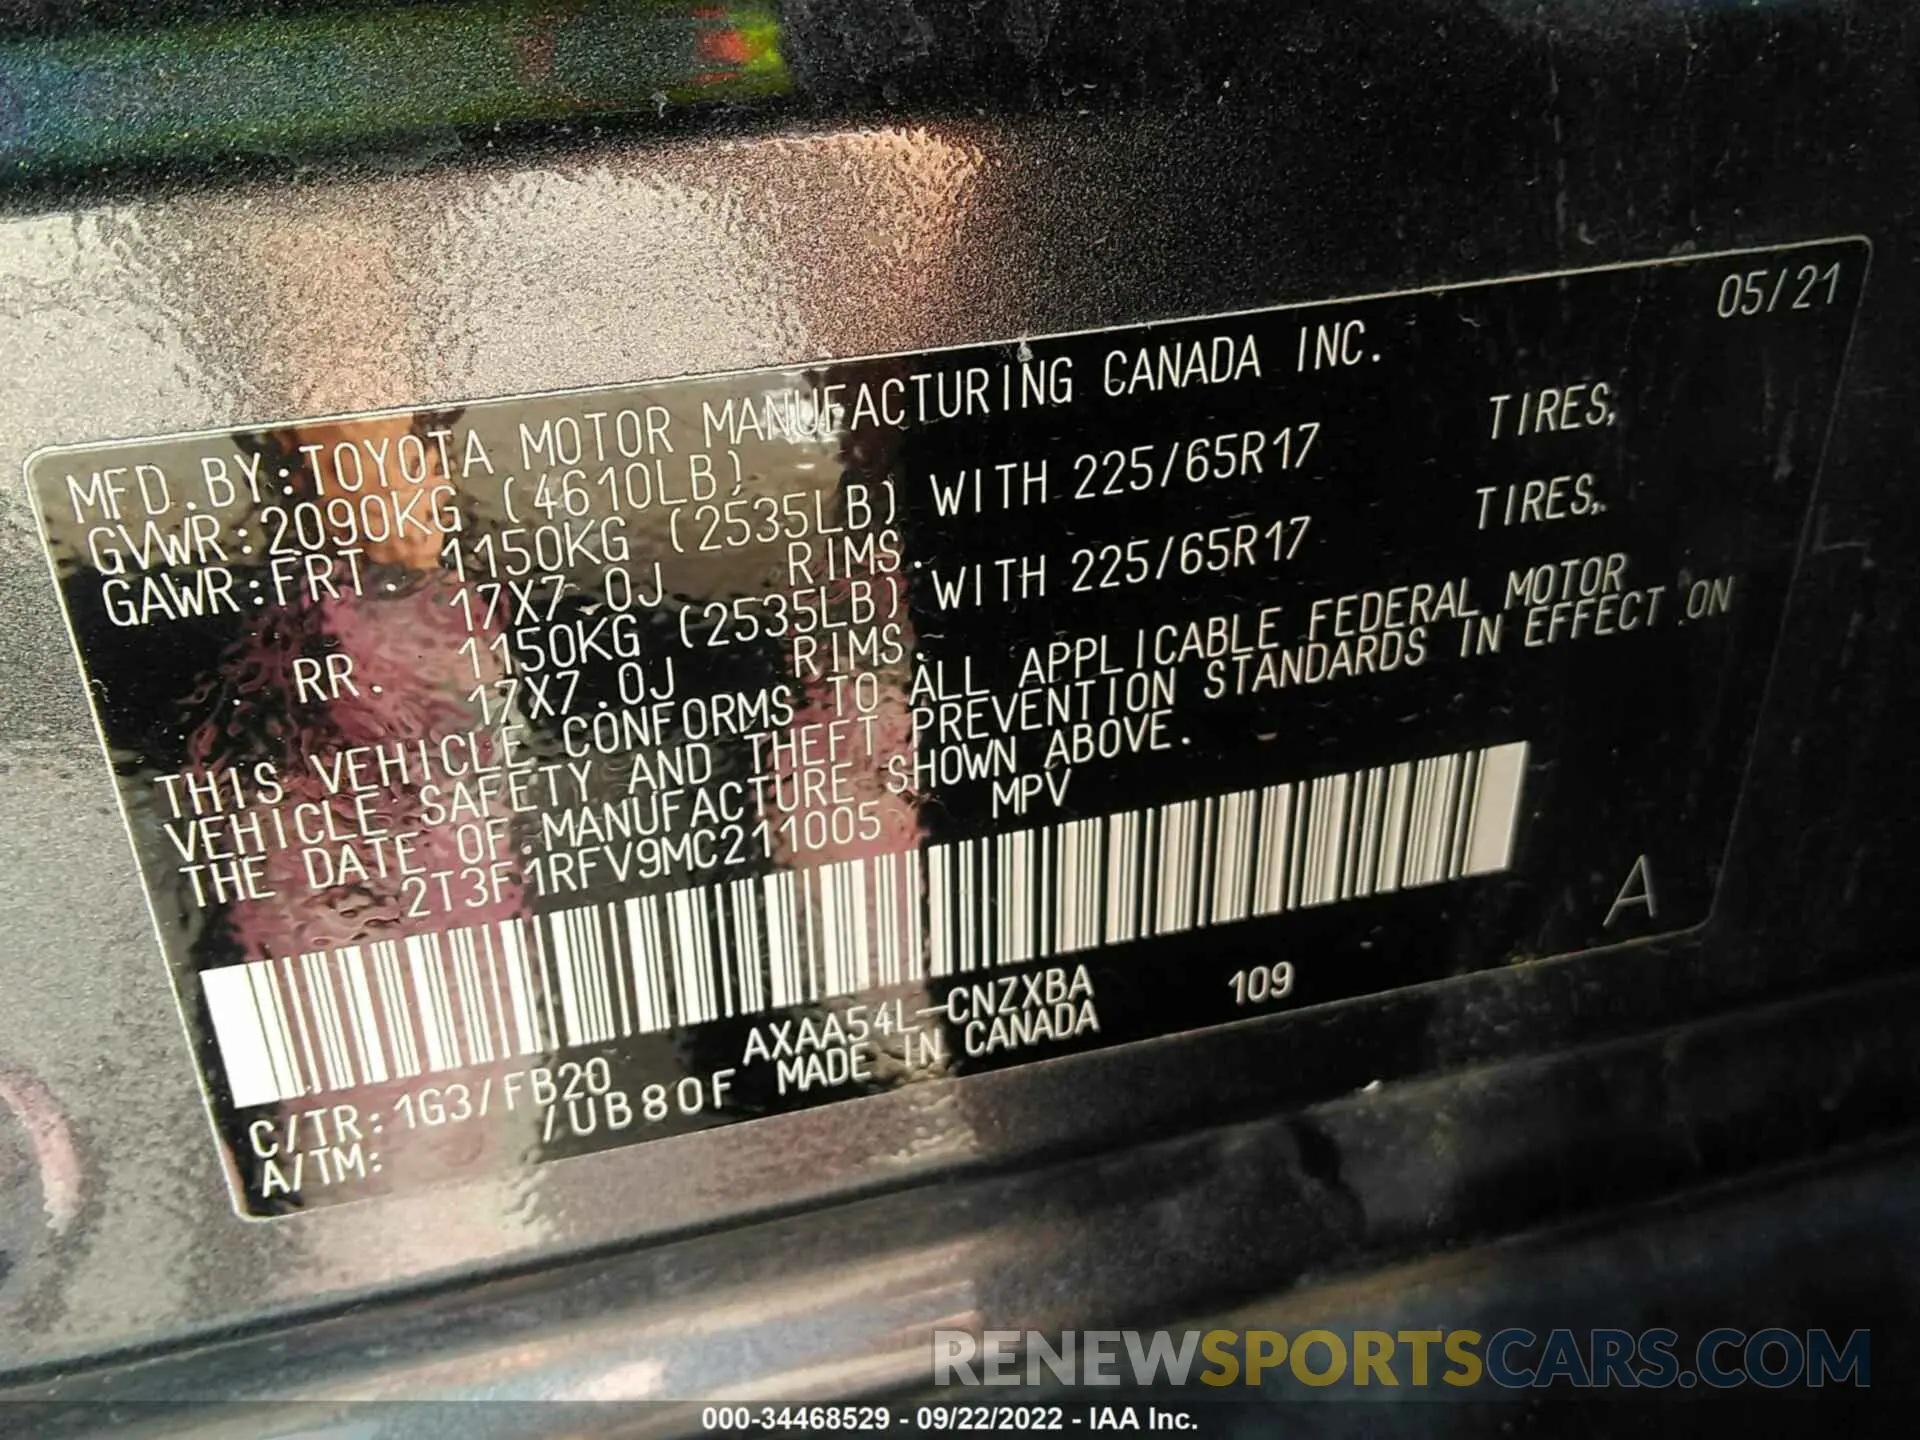 05/21
MFD.BY:TOYOTA MOTOR MANUFACTURING CANADA INC.
GVWR:2090KG (4610LB)
GAWR:FRT. 1150KG (2535LB) WITH 225/65R17 TIRES,
17X7.0J RIMS.
RR. 1150KG (2535LB) WITH 225/65R17 TIRES,
17X7.0J RIMS.
THIS VEHICLE CONFORMS TO ALL APPLICABLE FEDERAL MOTOR
VEHICLE SAFETY AND THEFT PREVENTION STANDARDS IN EFFECT ON
THE DATE OF MANUFACTURE SHOWN ABOVE.
2T3F1RFV9MC211005 MPV
A
C/TR:1G3/FB20 AXAA54L-CNZXBA 109
A/TM: /UB80F MADE IN CANADA
RENEWSPORTSCARS.COM
000-34468529 - 09/22/2022 - IAA Inc.